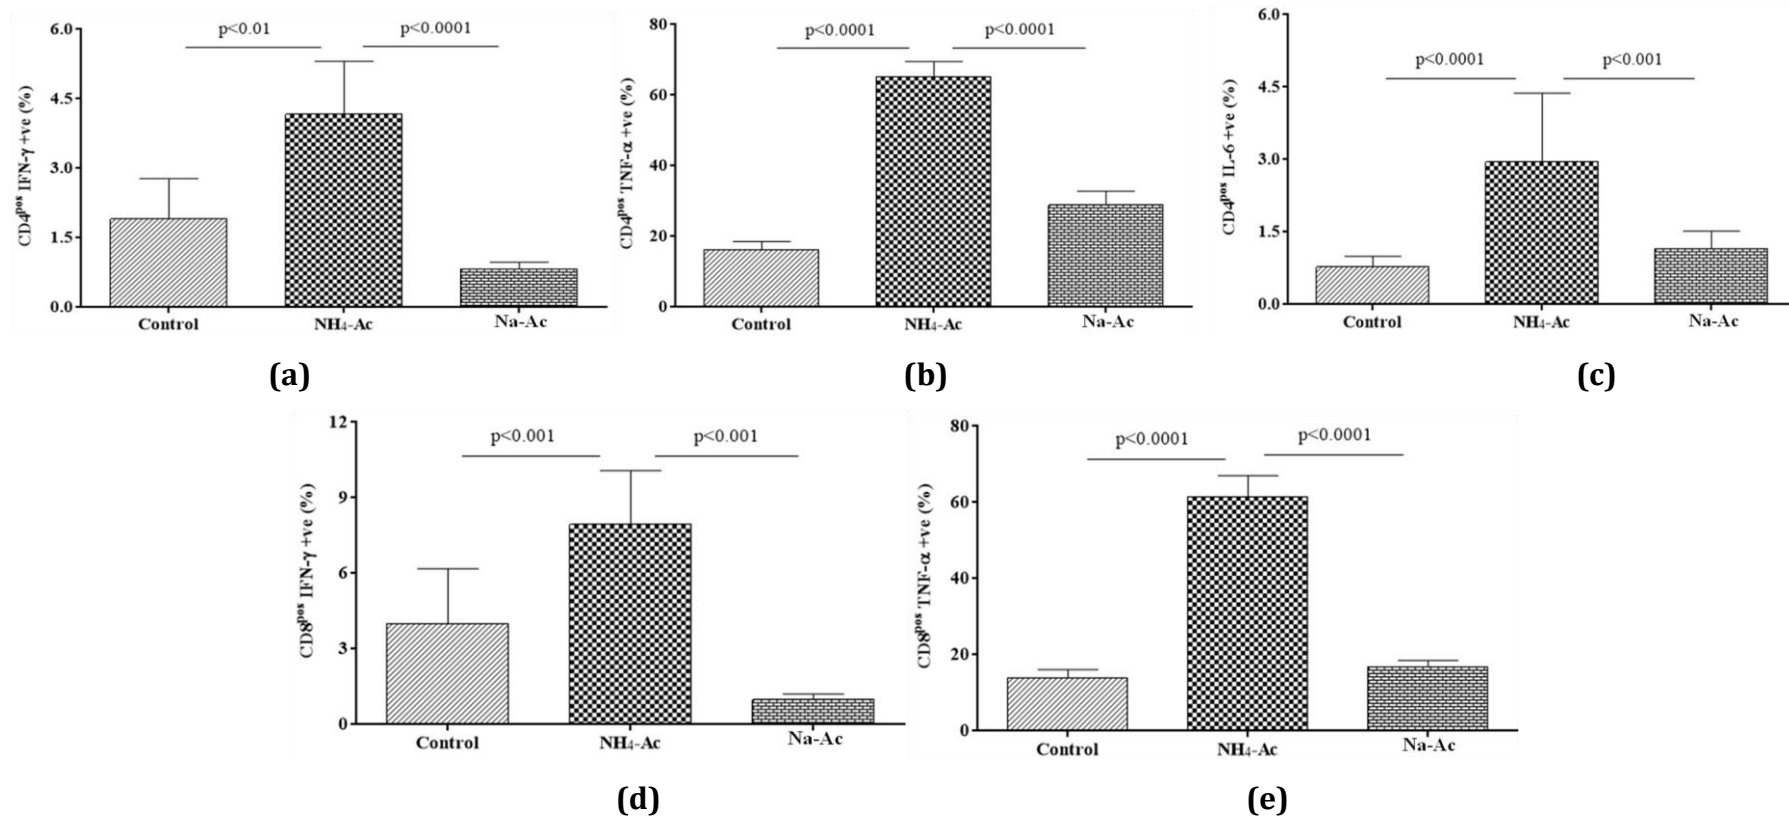 6.0
4.5
3.0
1.5
0.0
CD4pos IFN-γ +ve (%)
p<0.01
p<0.0001
Control
NH4-Ac
Na-Ac
(a)
80
60
40
20
0
CD4pos TNF-α +ve (%)
p<0.0001
p<0.0001
Control
NH4-Ac
Na-Ac
(b)
6.0
4.5
3.0
1.5
0.0
CD4pos IL-6 +ve (%)
p<0.0001
p<0.001
Control
NH4-Ac
Na-Ac
(c)
12
9
6
3
0
CD8pos IFN-γ +ve (%)
p<0.001
p<0.001
Control
NH4-Ac
Na-Ac
(d)
80
60
40
20
0
CD8pos TNF-α +ve (%)
p<0.0001
p<0.0001
Control
NH4-Ac
Na-Ac
(e)